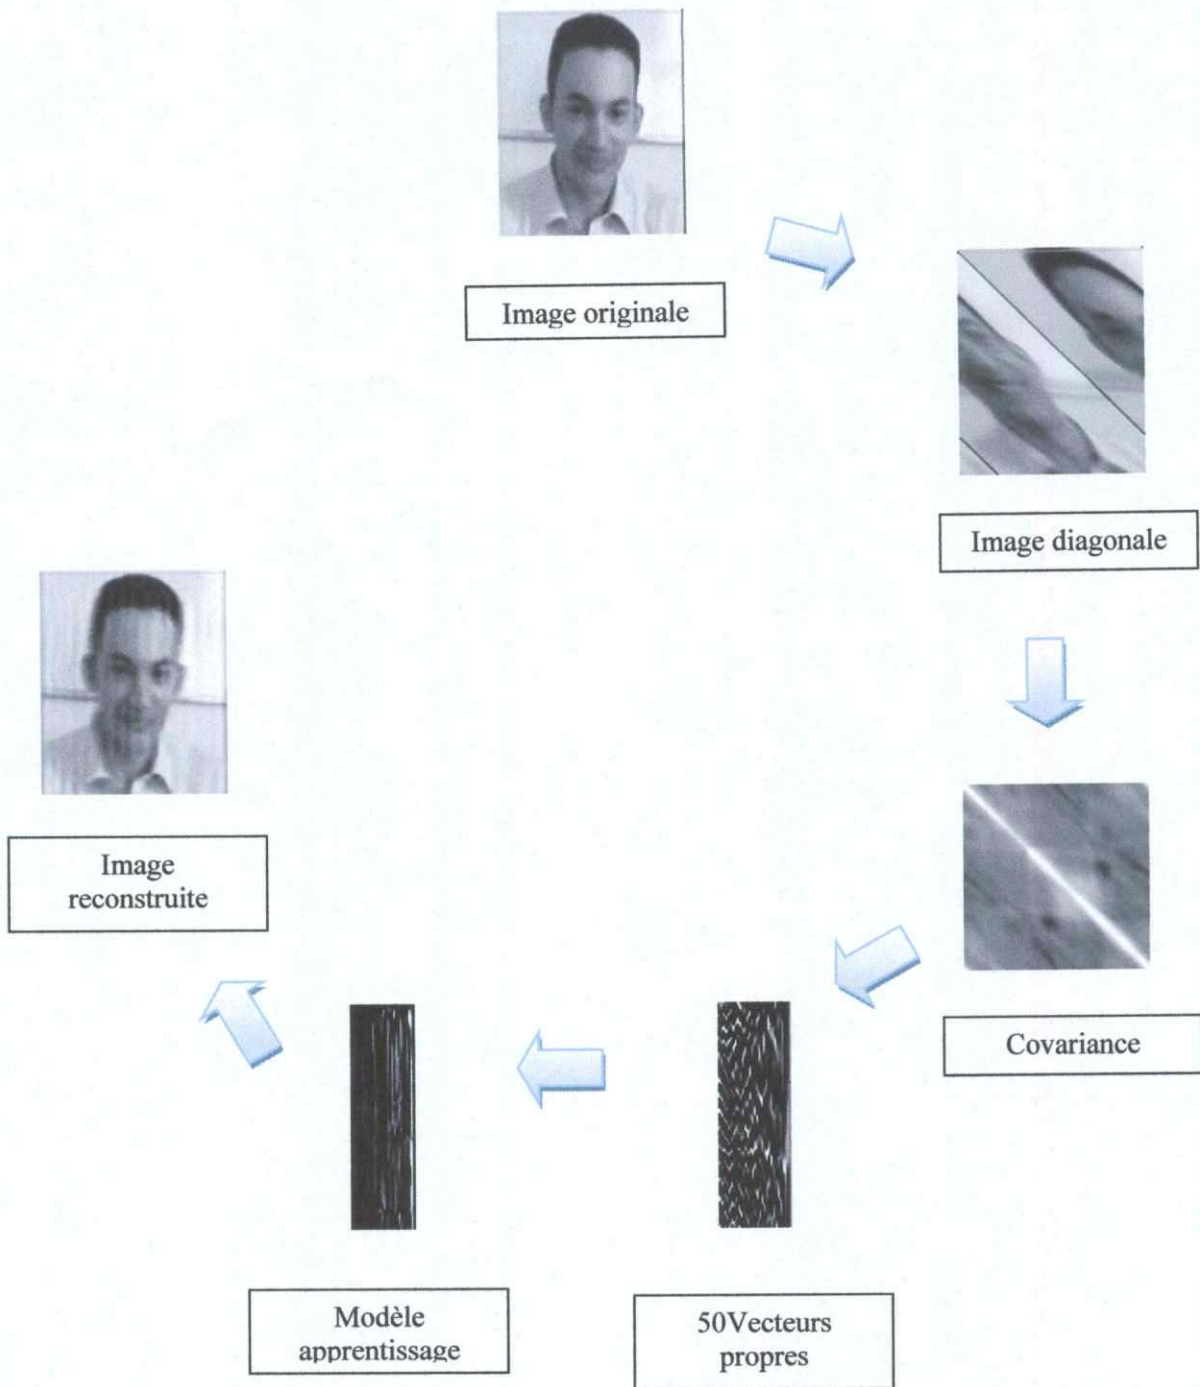 Image originale
Image diagonale
Covariance
50Vecteurs
propres
Modèle
apprentissage
Image
reconstruite